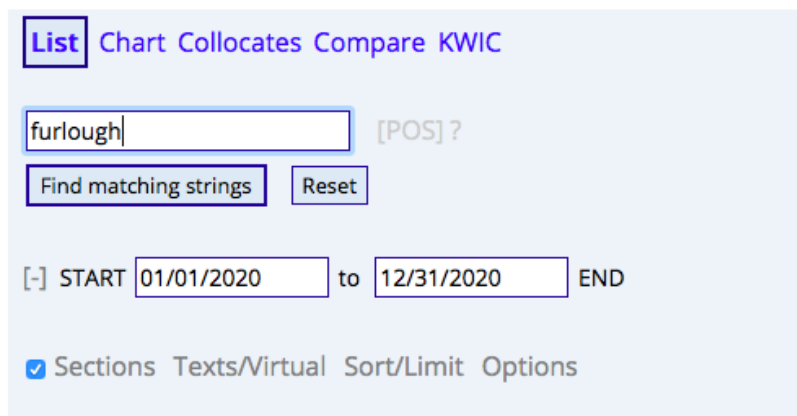 List Chart Collocates Compare KWIC
furlough [POS] ?
Find matching strings Reset
[-] START 01/01/2020 to 12/31/2020 END
Sections Texts/Virtual Sort/Limit Options